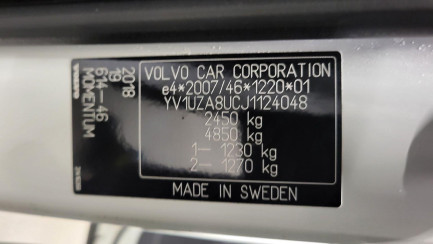 VOLVO CAR CORPORATION
e4*2007/46*1220*01
YV1UZA8UCJ1124048
2450 kg
4850 kg
1– 1230 kg
2– 1270 kg
MADE IN SWEDEN
2018
19
614-46
MOMENTUM
VOLVO